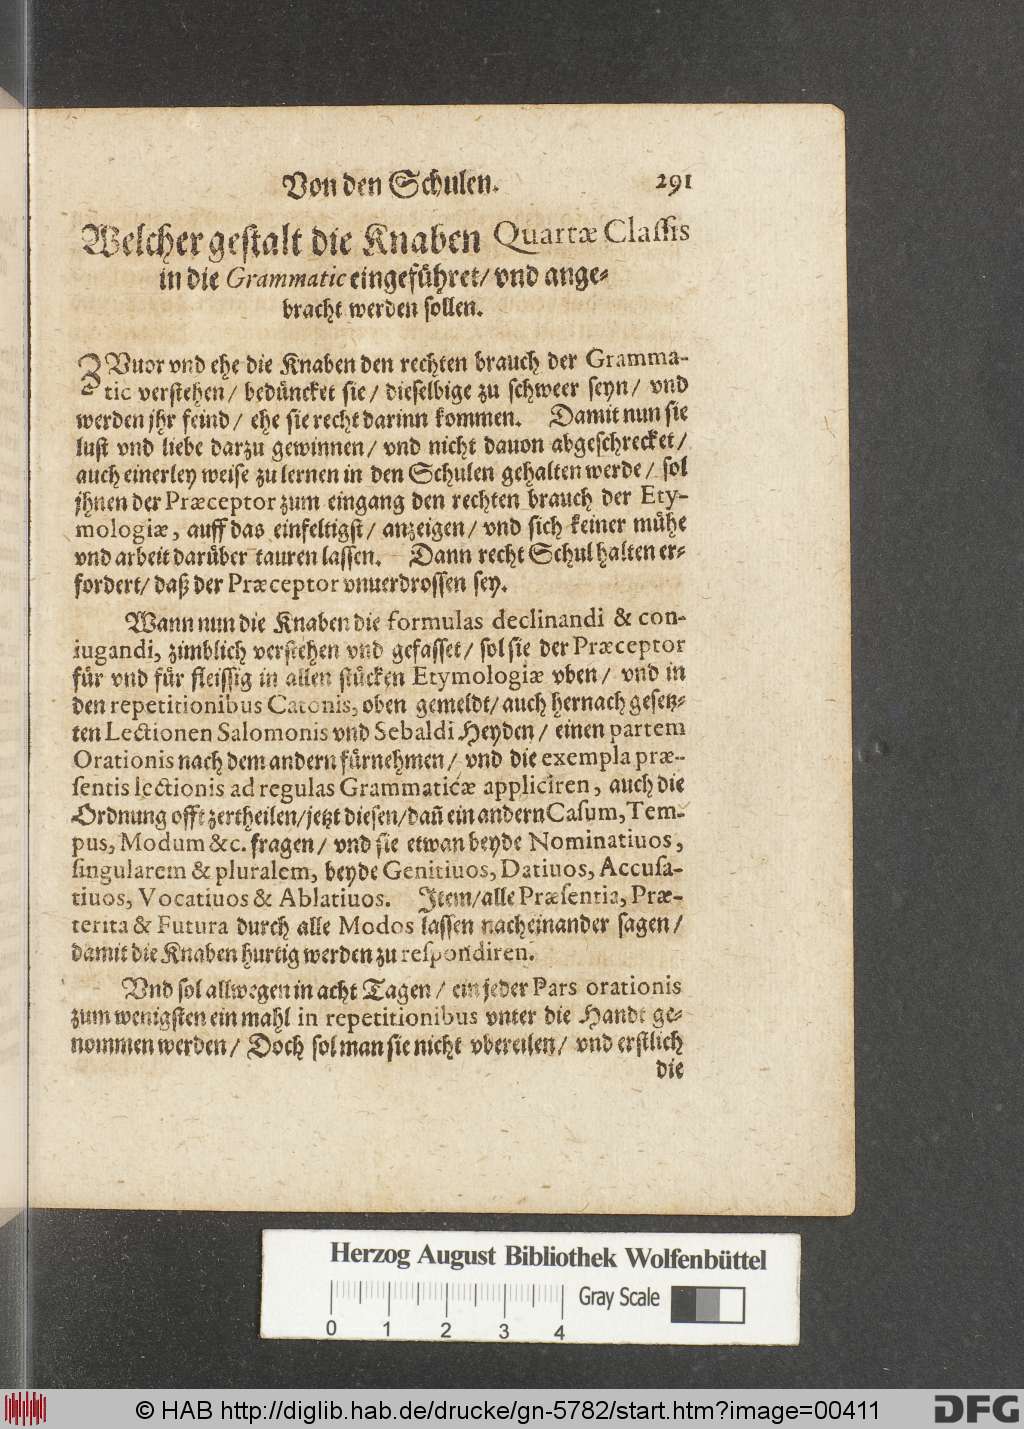 Von den Schulen. 291
Welcher gestalt die Knaben Quartæ Classis
in die Grammatic eingeführet/ vnd ange-
bracht werden sollen.
ZVuor vnd ehe die Knaben den rechten brauch der Gramma-
tic verstehen/ bedüncket sie/ dieselbige zu schweer seyn/ vnd
werden jhr feind/ ehe sie recht darinn kommen. Damit nun sie
lust vnd liebe darzu gewinnen/ vnd nicht dauon abgeschrecket/
auch einerley weise zu lernen in den Schulen gehalten werde/ sol
jhnen der Præceptor zum eingang den rechten brauch der Ety-
mologiæ, auff das einfeltigst/ anzeigen/ vnd sich keiner mühe
vnd arbeit darüber tauren lassen. Dann recht Schul halten er-
fordert/ daß der Præceptor vnuerdrossen sey.
Wann nun die Knaben die formulas declinandi & con-
iugandi, zimblich verstehen vnd gefasset/ sol sie der Præceptor
für vnd für fleissig in allen stücken Etymologiæ vben/ vnd in
den repetitionibus Catonis, oben gemeldt/ auch hernach gesetz-
ten Lectionen Salomonis vnd Sebaldi Heyden/ einen partem
Orationis nach dem andern fürnehmen/ vnd die exempla præ-
sentis lectionis ad regulas Grammaticæ appliciren, auch die
Ordnung offt zertheilen/jetzt diesen/dañ ein andern Casum, Tem-
pus, Modum &c. fragen/ vnd sie etwan beyde Nominatiuos,
singularem & pluralem, beyde Genitiuos, Datiuos, Accusa-
tiuos, Vocatiuos & Ablatiuos. Item/alle Præsentia, Præ-
terita & Futura durch alle Modos lassen nacheinander sagen/
damit die Knaben hurtig werden zu respondiren.
Vnd sol allwegen in acht Tagen/ ein jeder Pars orationis
zum wenigsten ein mahl in repetitionibus vnter die Handt ge-
nommen werden/ Doch sol man sie nicht vbereilen/ vnd erstlich
die
Herzog August Bibliothek Wolfenbüttel
Gray Scale
0 1 2 3 4
© HAB http://diglib.hab.de/drucke/gn-5782/start.htm?image=00411
DFG